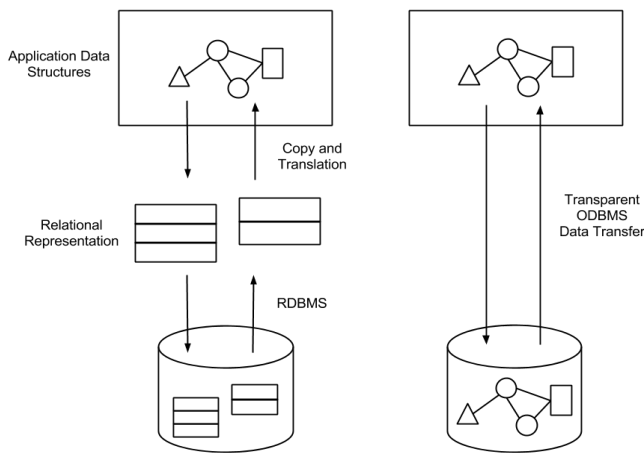 Application Data
Structures
Copy and
Translation
Relational
Representation
RDBMS
Transparent
ODBMS
Data Transfer